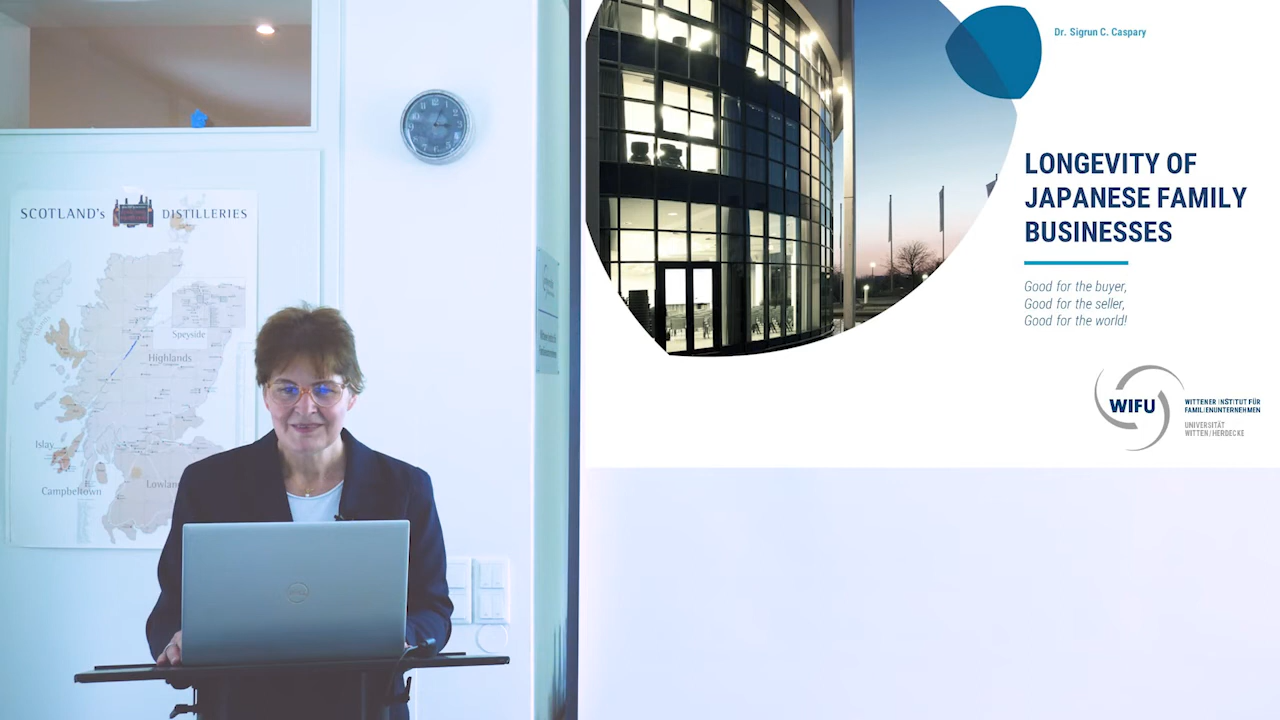 SCOTLAND's DISTILLERIES
Speyside
Highlands
Islay
Campbeltown
Lowlan
Dr. Sigrun C. Caspary
LONGEVITY OF
JAPANESE FAMILY
BUSINESSES
Good for the buyer,
Good for the seller,
Good for the world!
WIFU
WITTENER INSTITUT FÜR
FAMILIENUNTERNEHMEN
UNIVERSITÄT
WITTEN/HERDECKE